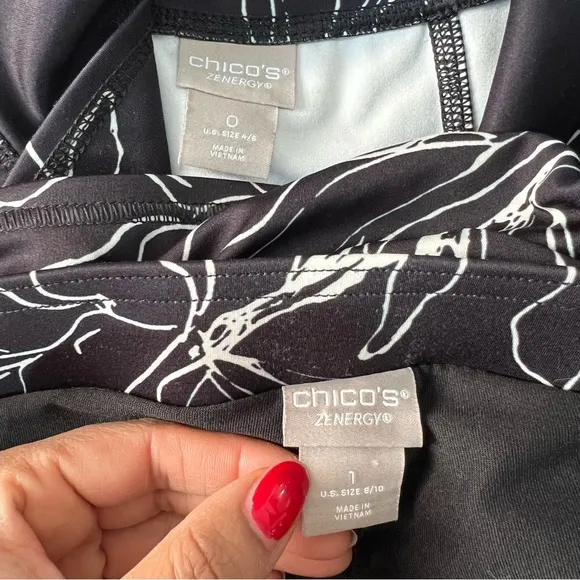 chico's®
ZENERGY®
0
U.S. SIZE 4/6
MADE IN
VIETNAM
chico's®
ZENERGY®
1
U.S. SIZE 8/10
MADE IN
VIETNAM